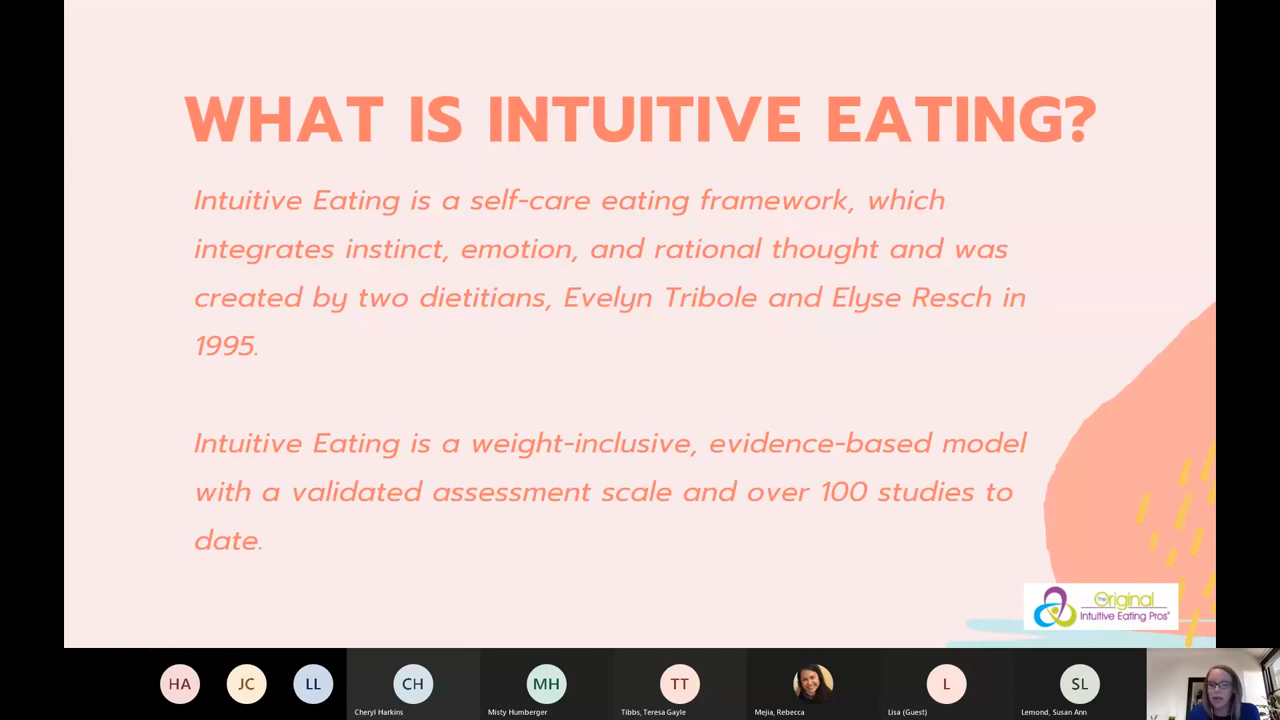 WHAT IS INTUITIVE EATING?
Intuitive Eating is a self-care eating framework, which
integrates instinct, emotion, and rational thought and was
created by two dietitians, Evelyn Tribole and Elyse Resch in
1995.
Intuitive Eating is a weight-inclusive, evidence-based model
with a validated assessment scale and over 100 studies to
date.
The Original
Intuitive Eating Pros®
HA
JC
LL
CH
MH
TT
L
SL
Cheryl Harkins
Misty Humberger
Tibbs, Teresa Gayle
Mejia, Rebecca
Lisa (Guest)
Lemond, Susan Ann